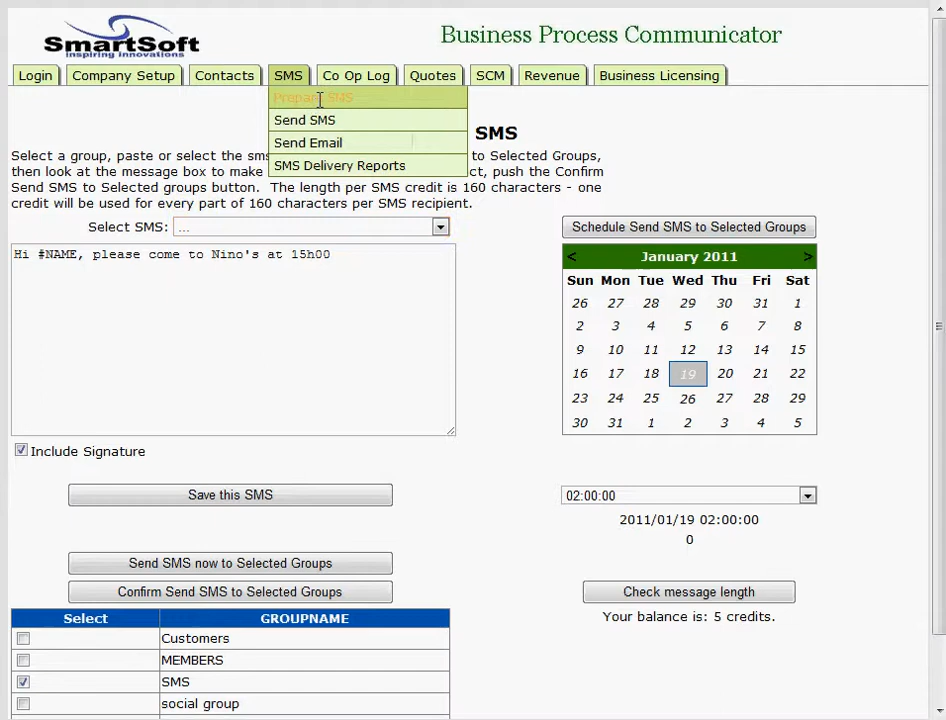 SmartSoft
Inspiring Innovations
Business Process Communicator
Login
Company Setup
Contacts
SMS
Co Op Log
Quotes
SCM
Revenue
Business Licensing
Prepare SMS
Send SMS
Send Email
SMS Delivery Reports
SMS
Select a group, paste or select the sms to Selected Groups,
then look at the message box to make ct, push the Confirm
Send SMS to Selected groups button. The length per SMS credit is 160 characters - one
credit will be used for every part of 160 characters per SMS recipient.
Select SMS:
...
Hi #NAME, please come to Nino's at 15h00
Include Signature
Save this SMS
Send SMS now to Selected Groups
Confirm Send SMS to Selected Groups
Select GROUPNAME
Customers
MEMBERS
SMS
social group
Schedule Send SMS to Selected Groups
< January 2011 >
Sun Mon Tue Wed Thu Fri Sat
26 27 28 29 30 31 1
2 3 4 5 6 7 8
9 10 11 12 13 14 15
16 17 18 19 20 21 22
23 24 25 26 27 28 29
30 31 1 2 3 4 5
02:00:00
2011/01/19 02:00:00
0
Check message length
Your balance is: 5 credits.